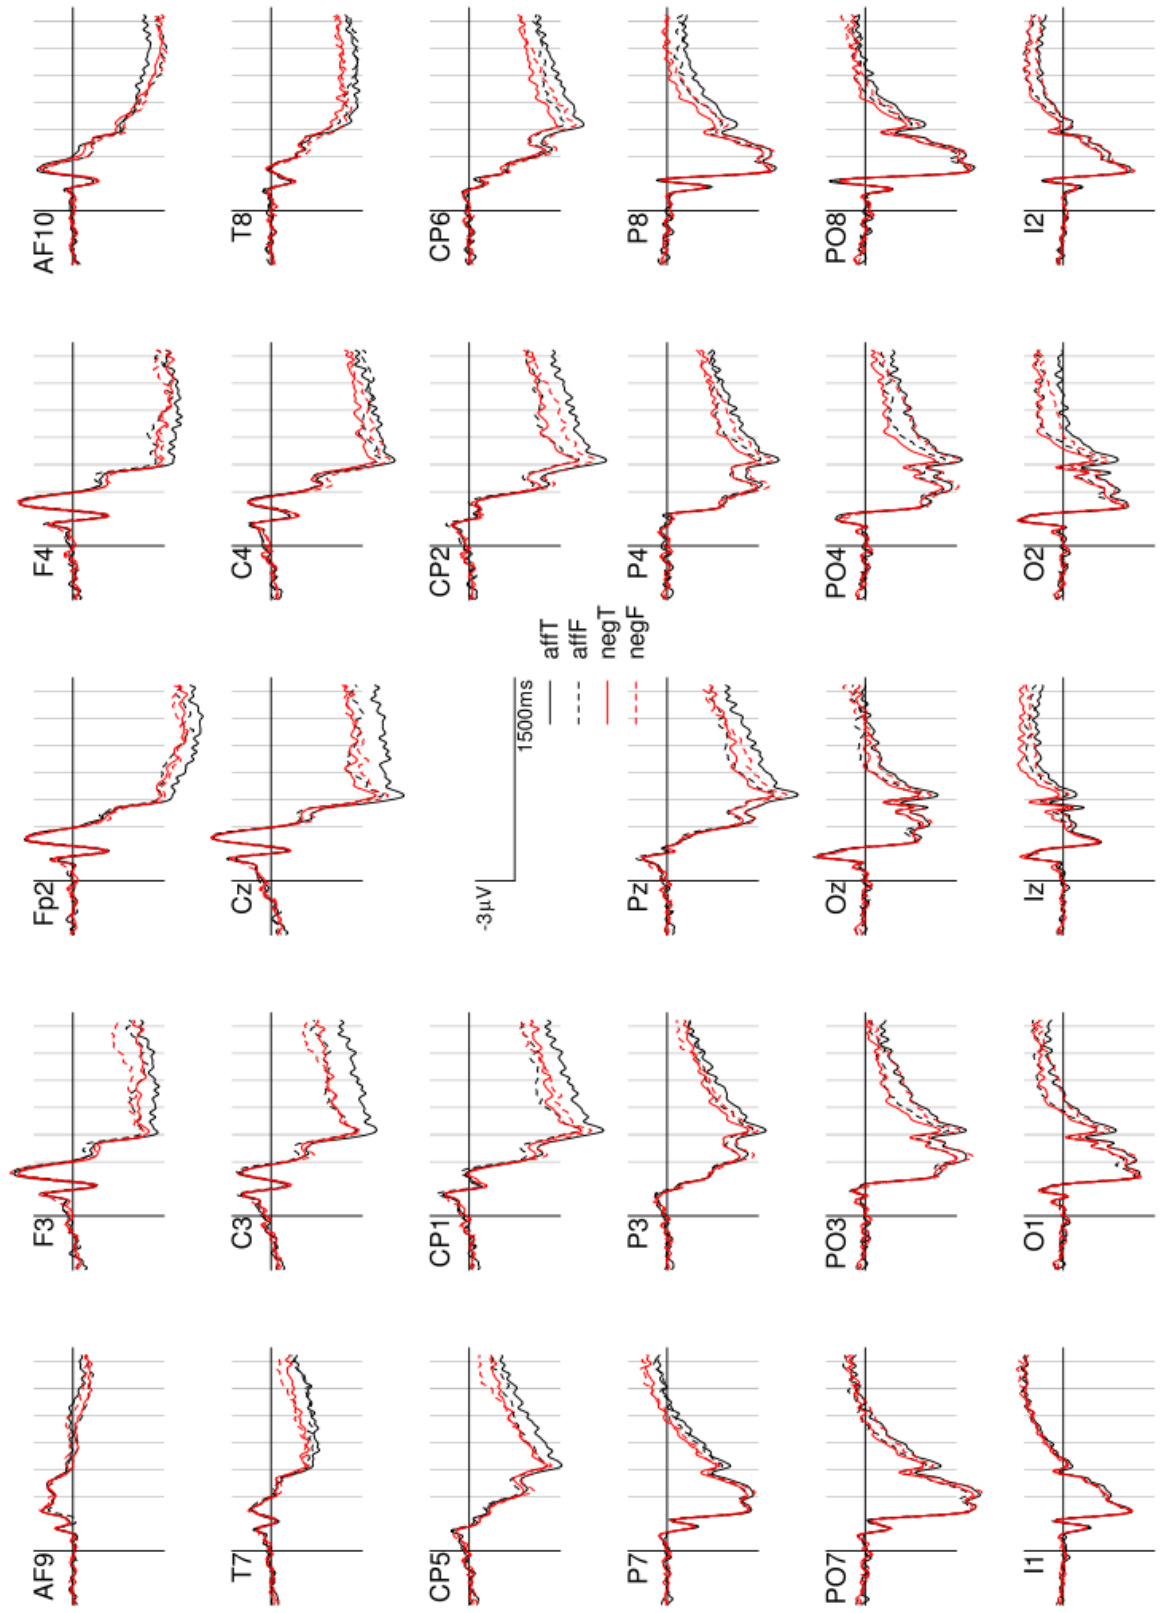 AF9 F3 Fp2 F4 AF10
T7 C3 Cz C4 T8
CP5 CP1 CP2 CP6
-3µV
1500ms
affT
affF
negT
negF
P7 P3 Pz P4 P8
PO7 PO3 Oz PO4 PO8
I1 O1 Iz O2 I2